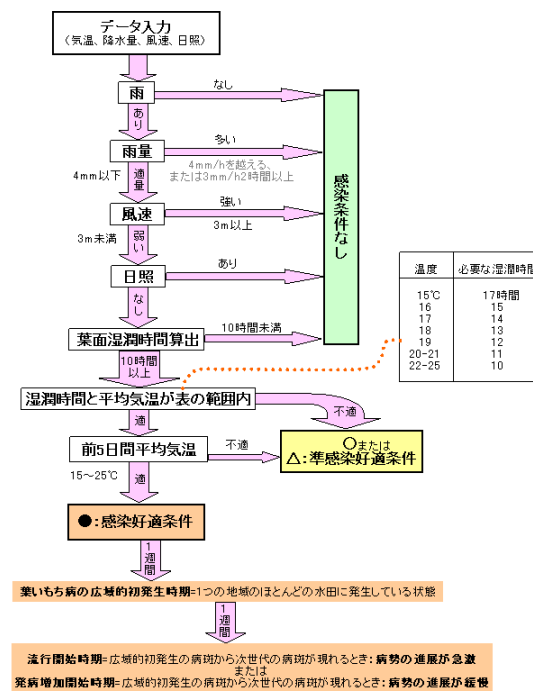 データ入力
（気温、降水量、風速、日照）
雨
なし
あり
雨量
多い
4mm/hを越える、
または3mm/h2時間以上
4mm以下
適量
風速
強い
3m以上
3m未満
弱い
日照
あり
なし
感染条件なし
葉面湿潤時間算出
10時間未満
10時間
以上
温度 必要な湿潤時間
15℃ 17時間
16 15
17 14
18 13
19 12
20-21 11
22-25 10
湿潤時間と平均気温が表の範囲内
不適
適
前5日間平均気温
不適
○または
△：準感染好適条件
15～25℃
適
●：感染好適条件
1週間
葉いもち病の広域的初発生時期=1つの地域のほとんどの水田に発生している状態
1週間
流行開始時期=広域的初発生の病斑から次世代の病斑が現れるとき：病勢の進展が急激
または
発病増加開始時期=広域的初発生の病斑から次世代の病斑が現れるとき：病勢の進展が緩慢